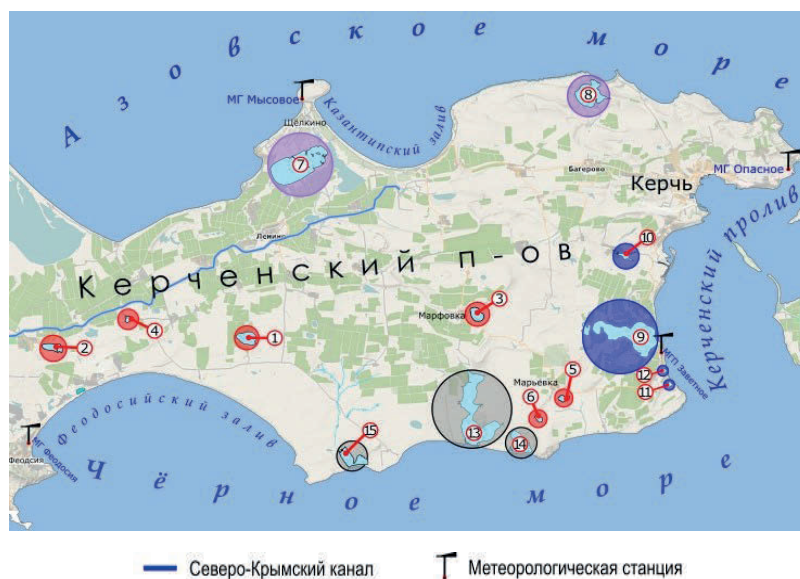 Азовское море
МГ Мысовое
Казантипский залив
Щёлкино
8
7
Багерово
МГ Опасное
Керчь
Ленино
10
Керченский п-ов
Керченский пролив
3
Марфовка
4
2
1
9
МГП Заветное
12
11
Марьевка
5
6
Феодосийский залив
МГ Феодосия
Феодсия
15
13
14
Чёрное море
Северо-Крымский канал
Метеорологическая станция